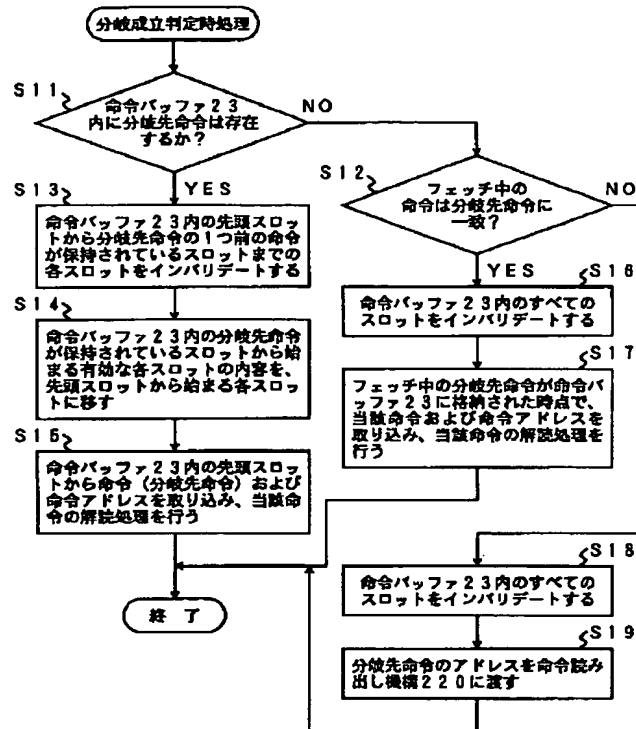 分岐成立判定時処理
S11
命令バッファ23
内に分岐先命令は存在
するか?
NO
YES
S12
フェッチ中の
命令は分岐先命令に
一致?
NO
YES
S13
命令バッファ23内の先頭スロッ
トから分岐先命令の1つ前の命令
が保持されているスロットまでの
各スロットをインバリデートする
S14
命令バッファ23内の分岐先命令
が保持されているスロットから始
まる有効な各スロットの内容を、
先頭スロットから始まる各スロット
に移す
S15
命令バッファ23内の先頭スロッ
トから命令(分岐先命令)および
命令アドレスを取り込み、当該命
令の解読処理を行う
終 了
S16
命令バッファ23内のすべての
スロットをインバリデートする
S17
フェッチ中の分岐先命令が命令バ
ッファ23に格納された時点で、
当該命令および命令アドレスを
取り込み、当該命令の解読処理を
行う
S18
命令バッファ23内のすべての
スロットをインバリデートする
S19
分岐先命令のアドレスを命令読み
出し機構220に渡す